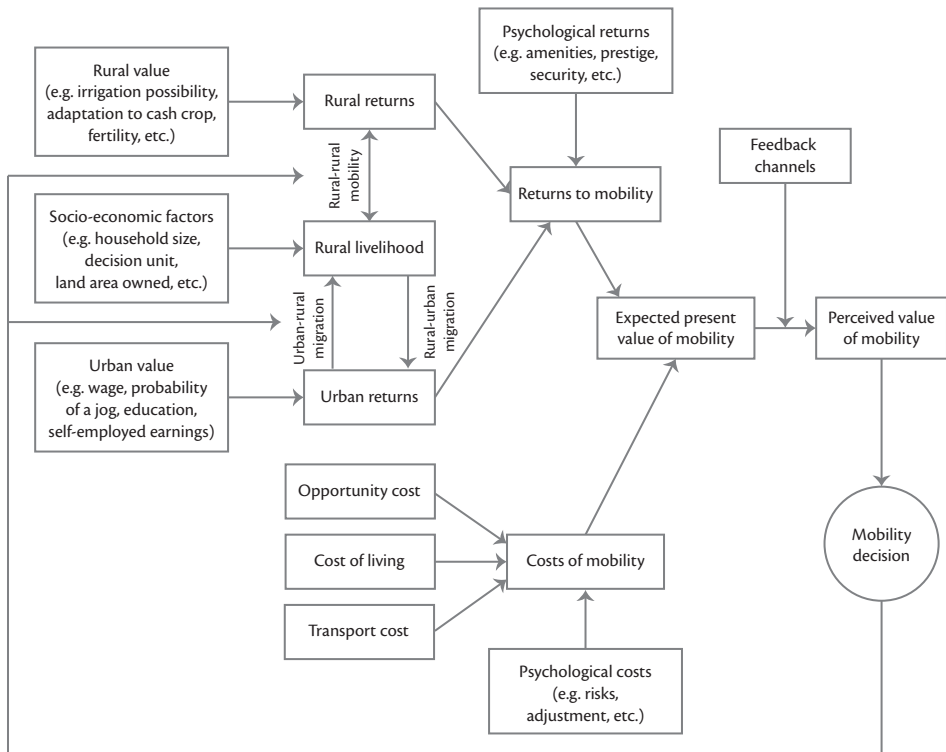 Psychological returns
(e.g. amenities, prestige,
security, etc.)
Rural value
(e.g. irrigation possibility,
adaptation to cash crop,
fertility, etc.)
Rural returns
Feedback
channels
Rural-rural
mobility
Returns to mobility
Socio-economic factors
(e.g. household size,
decision unit,
land area owned, etc.)
Rural livelihood
Urban-rural
migration
Rural-urban
migration
Expected present
value of mobility
Perceived value
of mobility
Urban value
(e.g. wage, probability
of a jog, education,
self-employed earnings)
Urban returns
Opportunity cost
Cost of living
Costs of mobility
Mobility
decision
Transport cost
Psychological costs
(e.g. risks,
adjustment, etc.)